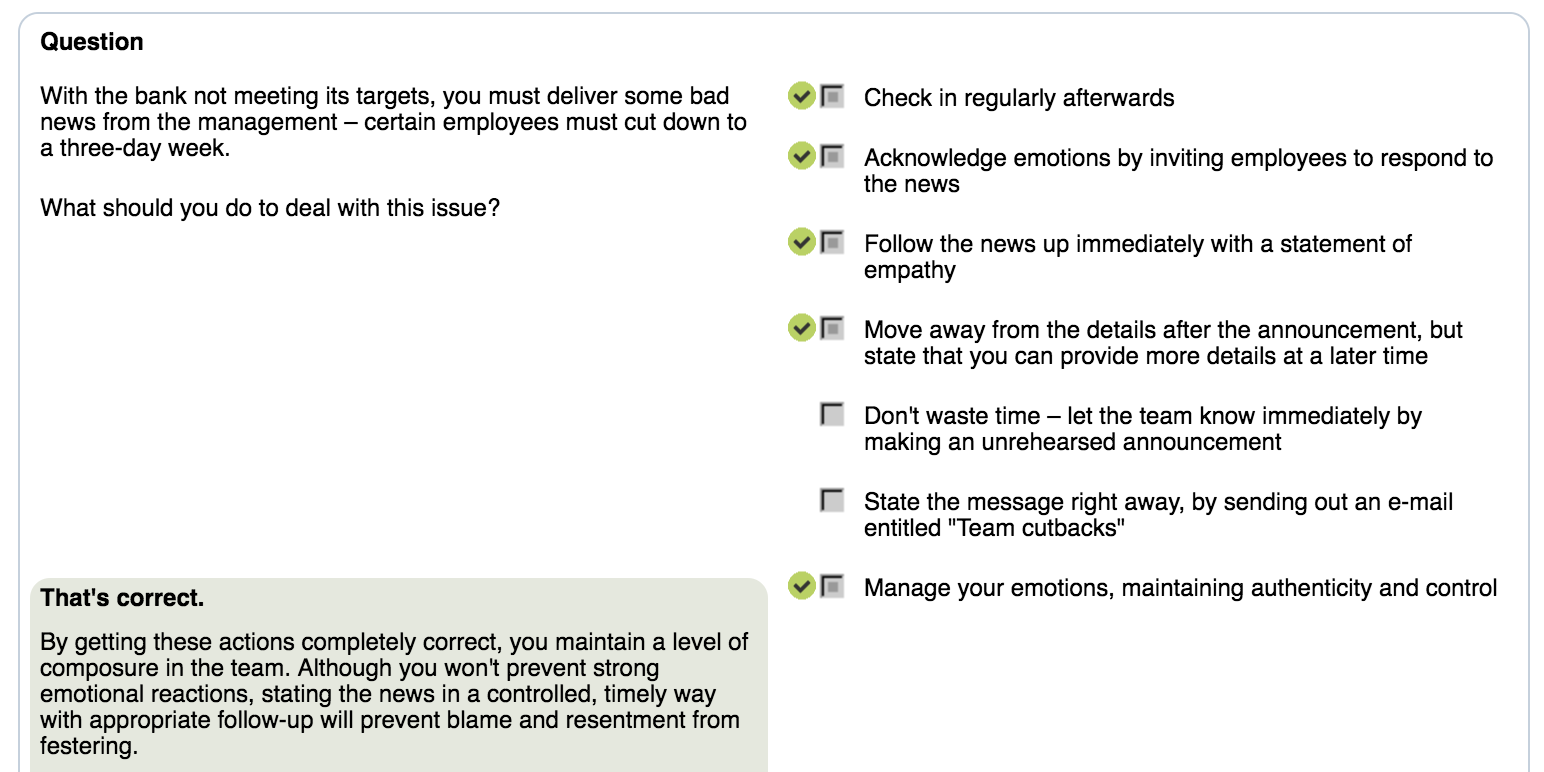 Question
With the bank not meeting its targets, you must deliver some bad
news from the management – certain employees must cut down to
a three-day week.
What should you do to deal with this issue?
Check in regularly afterwards
Acknowledge emotions by inviting employees to respond to
the news
Follow the news up immediately with a statement of
empathy
Move away from the details after the announcement, but
state that you can provide more details at a later time
Don't waste time – let the team know immediately by
making an unrehearsed announcement
State the message right away, by sending out an e-mail
entitled "Team cutbacks"
Manage your emotions, maintaining authenticity and control
That's correct.
By getting these actions completely correct, you maintain a level of
composure in the team. Although you won't prevent strong
emotional reactions, stating the news in a controlled, timely way
with appropriate follow-up will prevent blame and resentment from
festering.